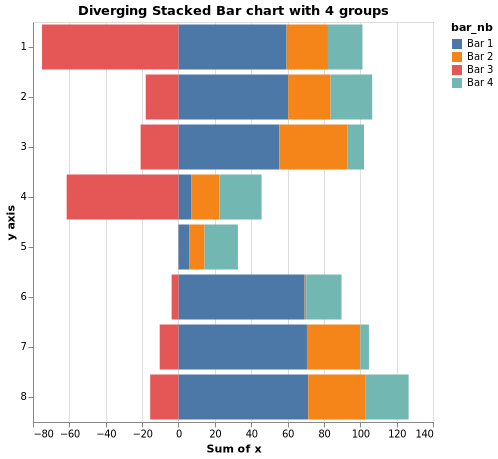 Diverging Stacked Bar chart with 4 groups
bar_nb
Bar 1
Bar 2
Bar 3
Bar 4
y axis
1
2
3
4
5
6
7
8
−80 −60 −40 −20 0 20 40 60 80 100 120 140
Sum of x